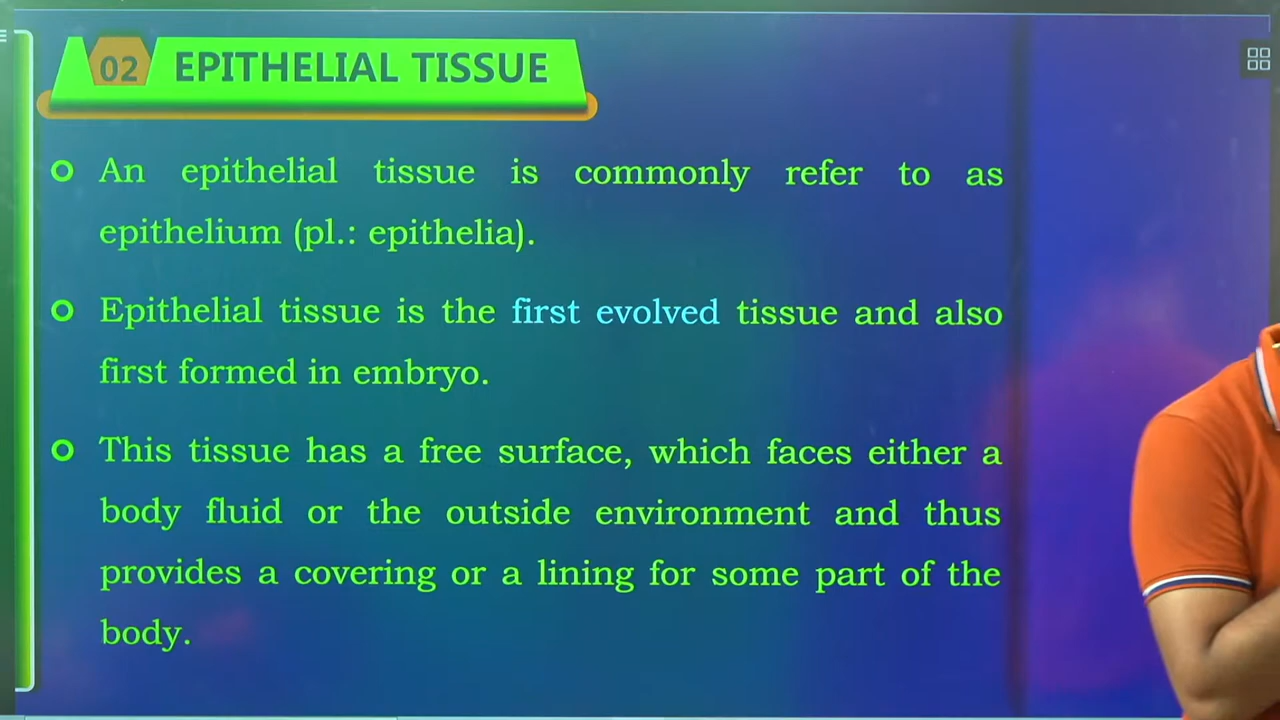 02 EPITHELIAL TISSUE
An epithelial tissue is commonly refer to as
epithelium (pl.: epithelia).
Epithelial tissue is the first evolved tissue and also
first formed in embryo.
This tissue has a free surface, which faces either a
body fluid or the outside environment and thus
provides a covering or a lining for some part of the
body.